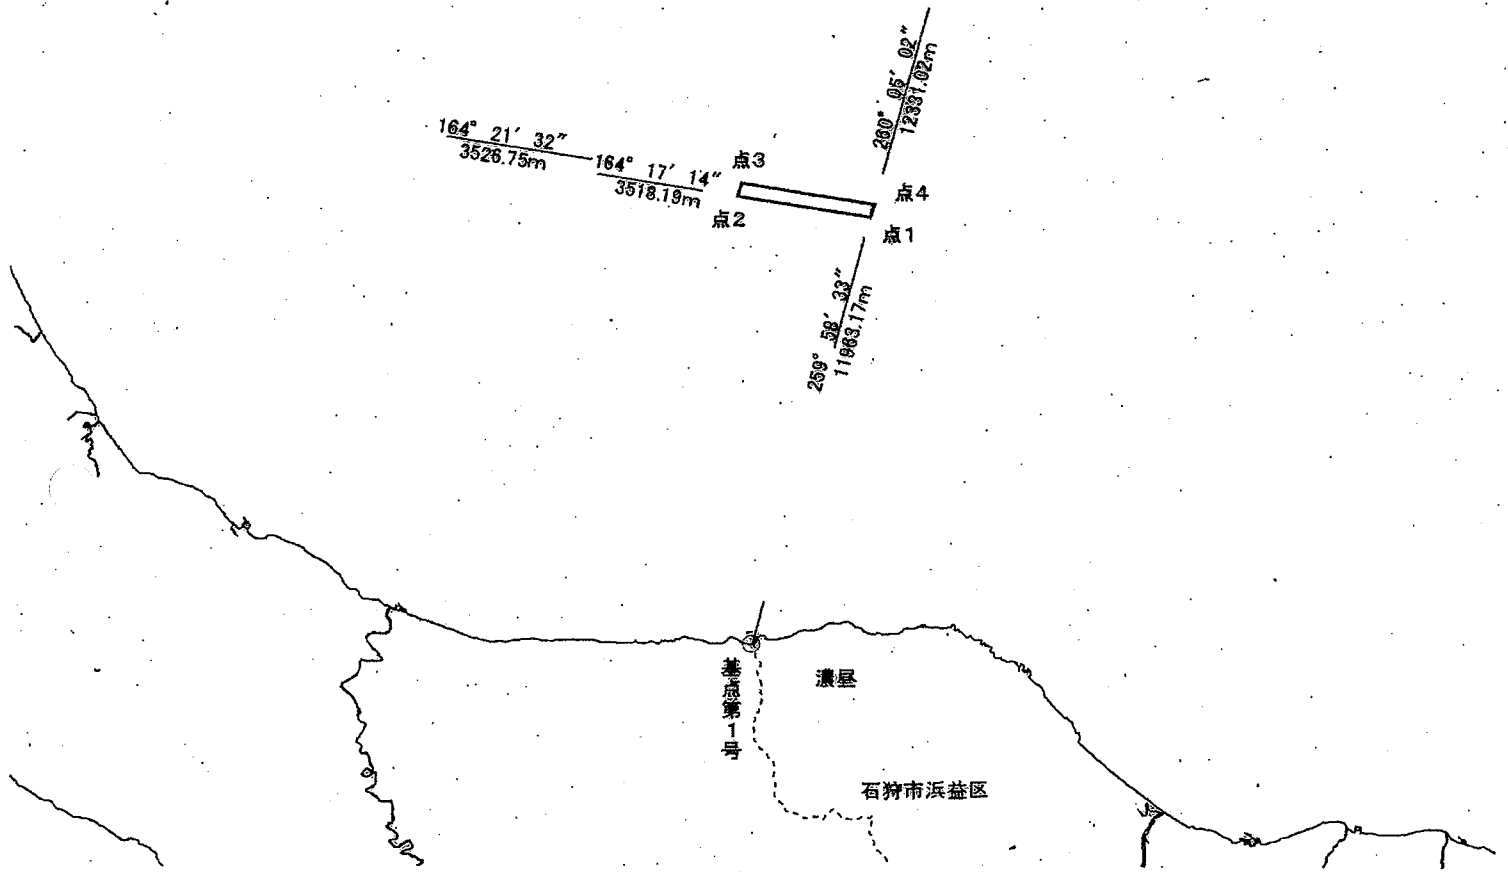 260° 05′ 02″
12331.02m
164° 21′ 32″
3526.75m
164° 17′ 14″
3518.19m
点3
点4
点2
点1
259° 58′ 33″
11963.17m
基点第1号
濃昼
石狩市浜益区